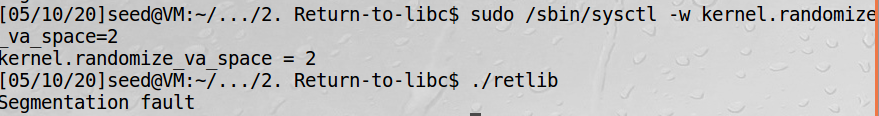 [05/10/20]seed@VM:~/.../2. Return-to-libc$ sudo /sbin/sysctl -w kernel.randomize
_va_space=2
kernel.randomize_va_space = 2
[05/10/20]seed@VM:~/.../2. Return-to-libc$ ./retlib
Segmentation fault